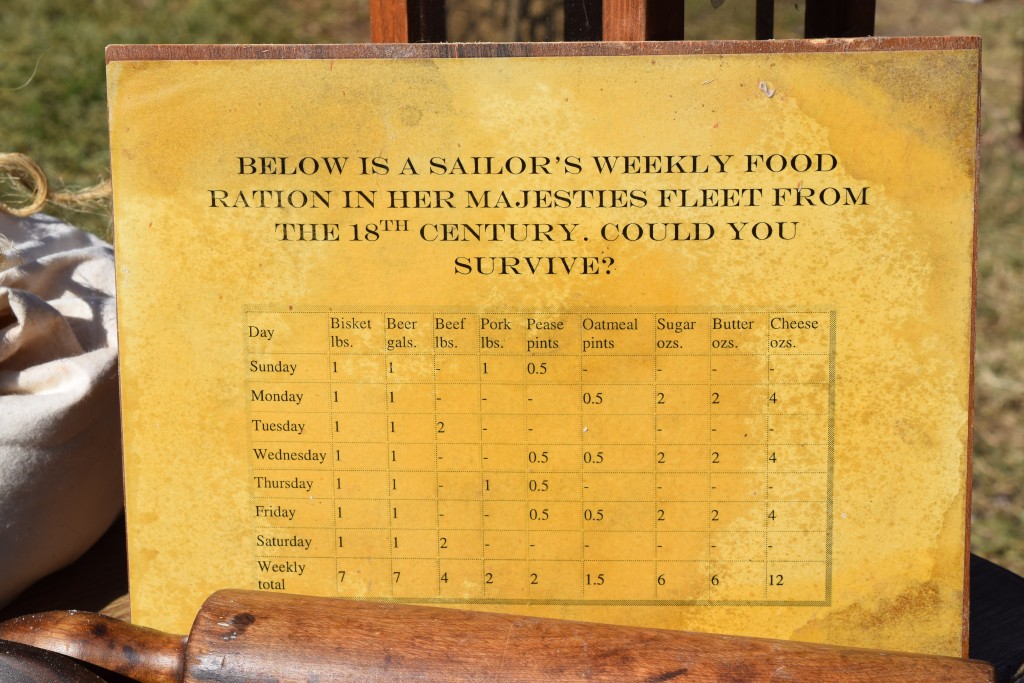 BELOW IS A SAILOR'S WEEKLY FOOD
RATION IN HER MAJESTIES FLEET FROM
THE 18TH CENTURY. COULD YOU
SURVIVE?
Day Bisket lbs. Beer gals. Beef lbs. Pork lbs. Pease pints Oatmeal pints Sugar ozs. Butter ozs. Cheese ozs.
Sunday 1 1 - 1 0.5 - - - -
Monday 1 1 - - - 0.5 2 2 4
Tuesday 1 1 2 - - - - - -
Wednesday 1 1 - - 0.5 0.5 2 2 4
Thursday 1 1 - 1 0.5 - - - -
Friday 1 1 - - 0.5 0.5 2 2 4
Saturday 1 1 2 - - - - - -
Weekly total 7 7 4 2 2 1.5 6 6 12